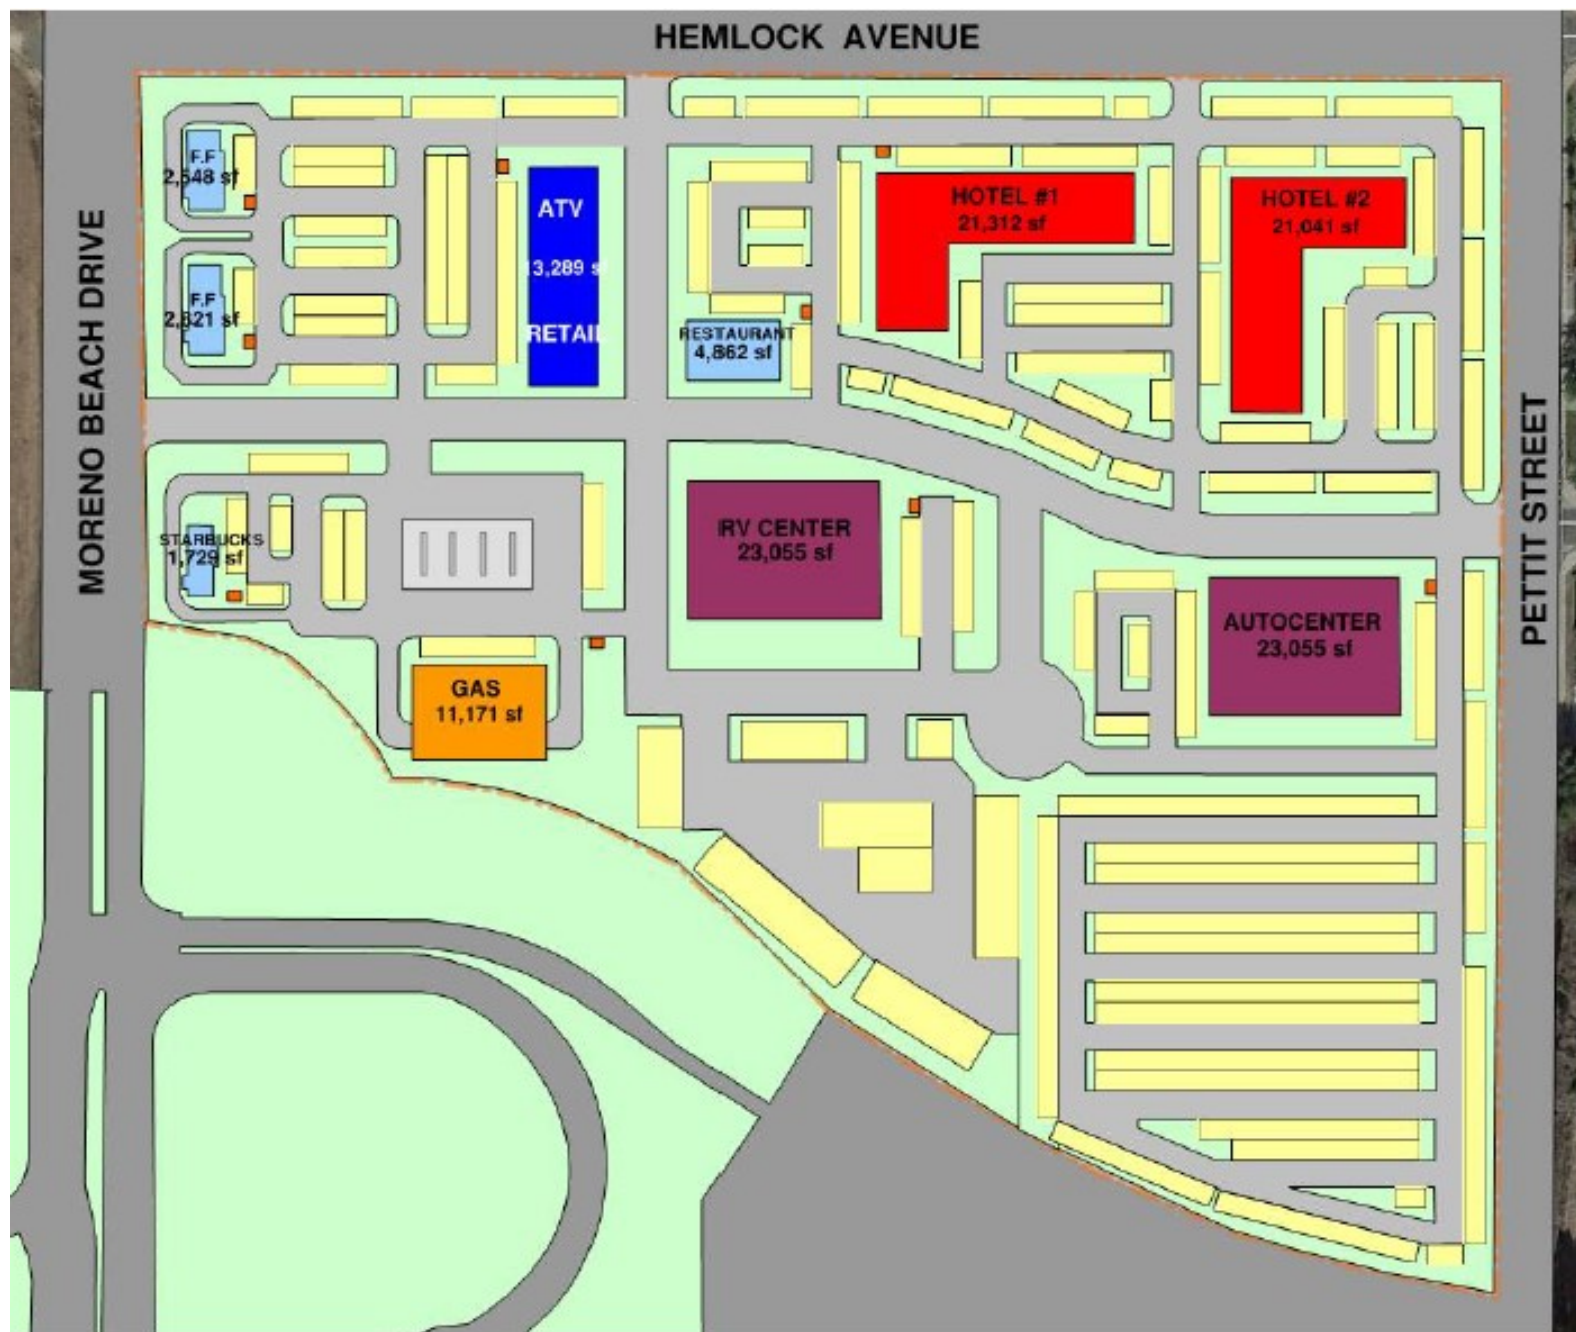 HEMLOCK AVENUE
MORENO BEACH DRIVE
PETTIT STREET
F.F
2,548 sf
F.F
2,621 sf
ATV
13,289 sf
RETAIL
RESTAURANT
4,862 sf
HOTEL #1
21,312 sf
HOTEL #2
21,041 sf
STARBUCKS
1,729 sf
GAS
11,171 sf
RV CENTER
23,055 sf
AUTOCENTER
23,055 sf